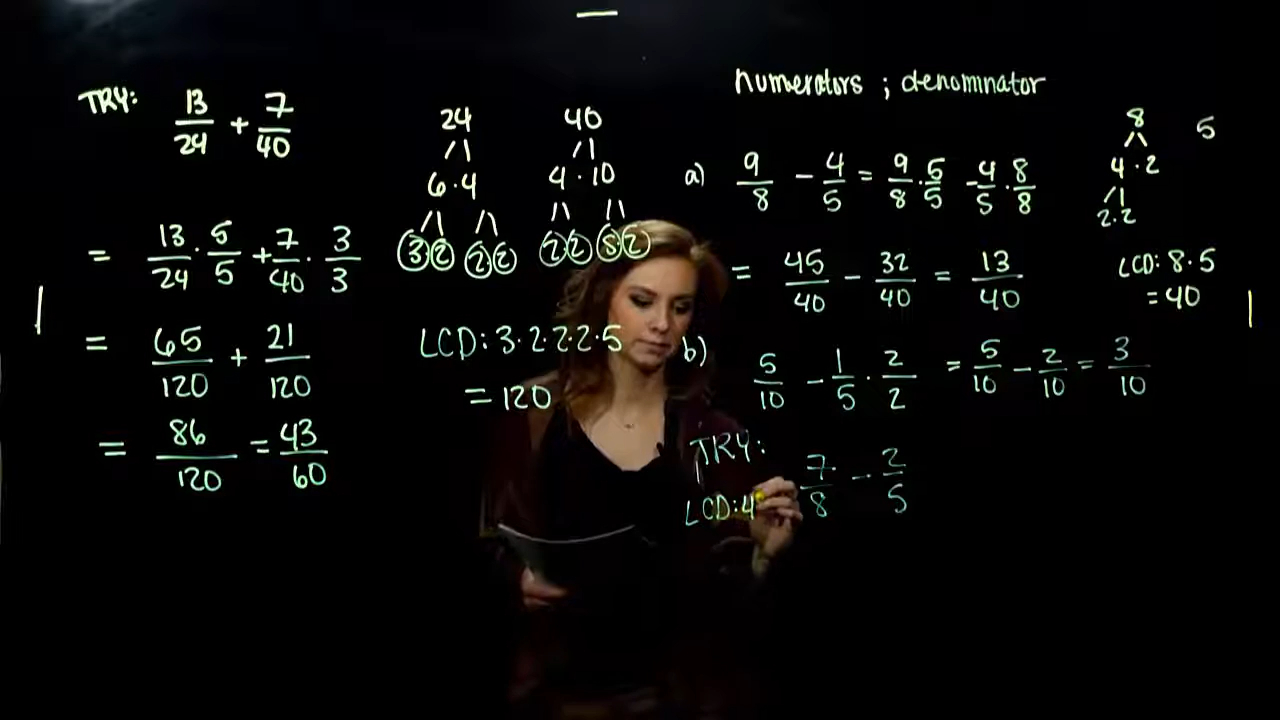 TRY: 13/24 + 7/40
= 13/24 · 5/5 + 7/40 · 3/3
= 65/120 + 21/120
= 86/120 = 43/60
24
6·4
3 2 2 2
40
4·10
2 2 5 2
LCD: 3·2·2·2·5
= 120
numerators ; denominator
a) 9/8 − 4/5 = 9/8 · 5/5 − 4/5 · 8/8
= 45/40 − 32/40 = 13/40
8 5
4·2
2·2
LCD: 8·5
= 40
b) 5/10 − 1/5 · 2/2 = 5/10 − 2/10 = 3/10
TRY: 7/8 − 2/5
LCD: 4